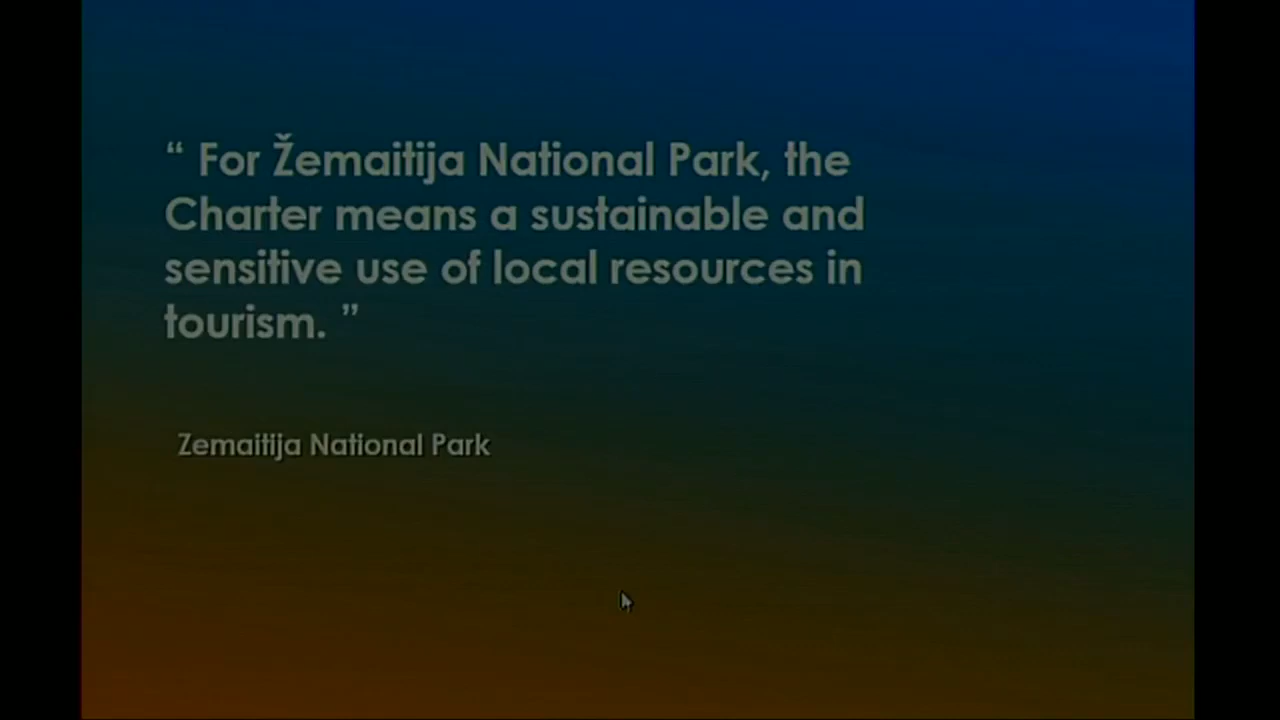 “ For Žemaitija National Park, the
Charter means a sustainable and
sensitive use of local resources in
tourism. ”
Zemaitija National Park